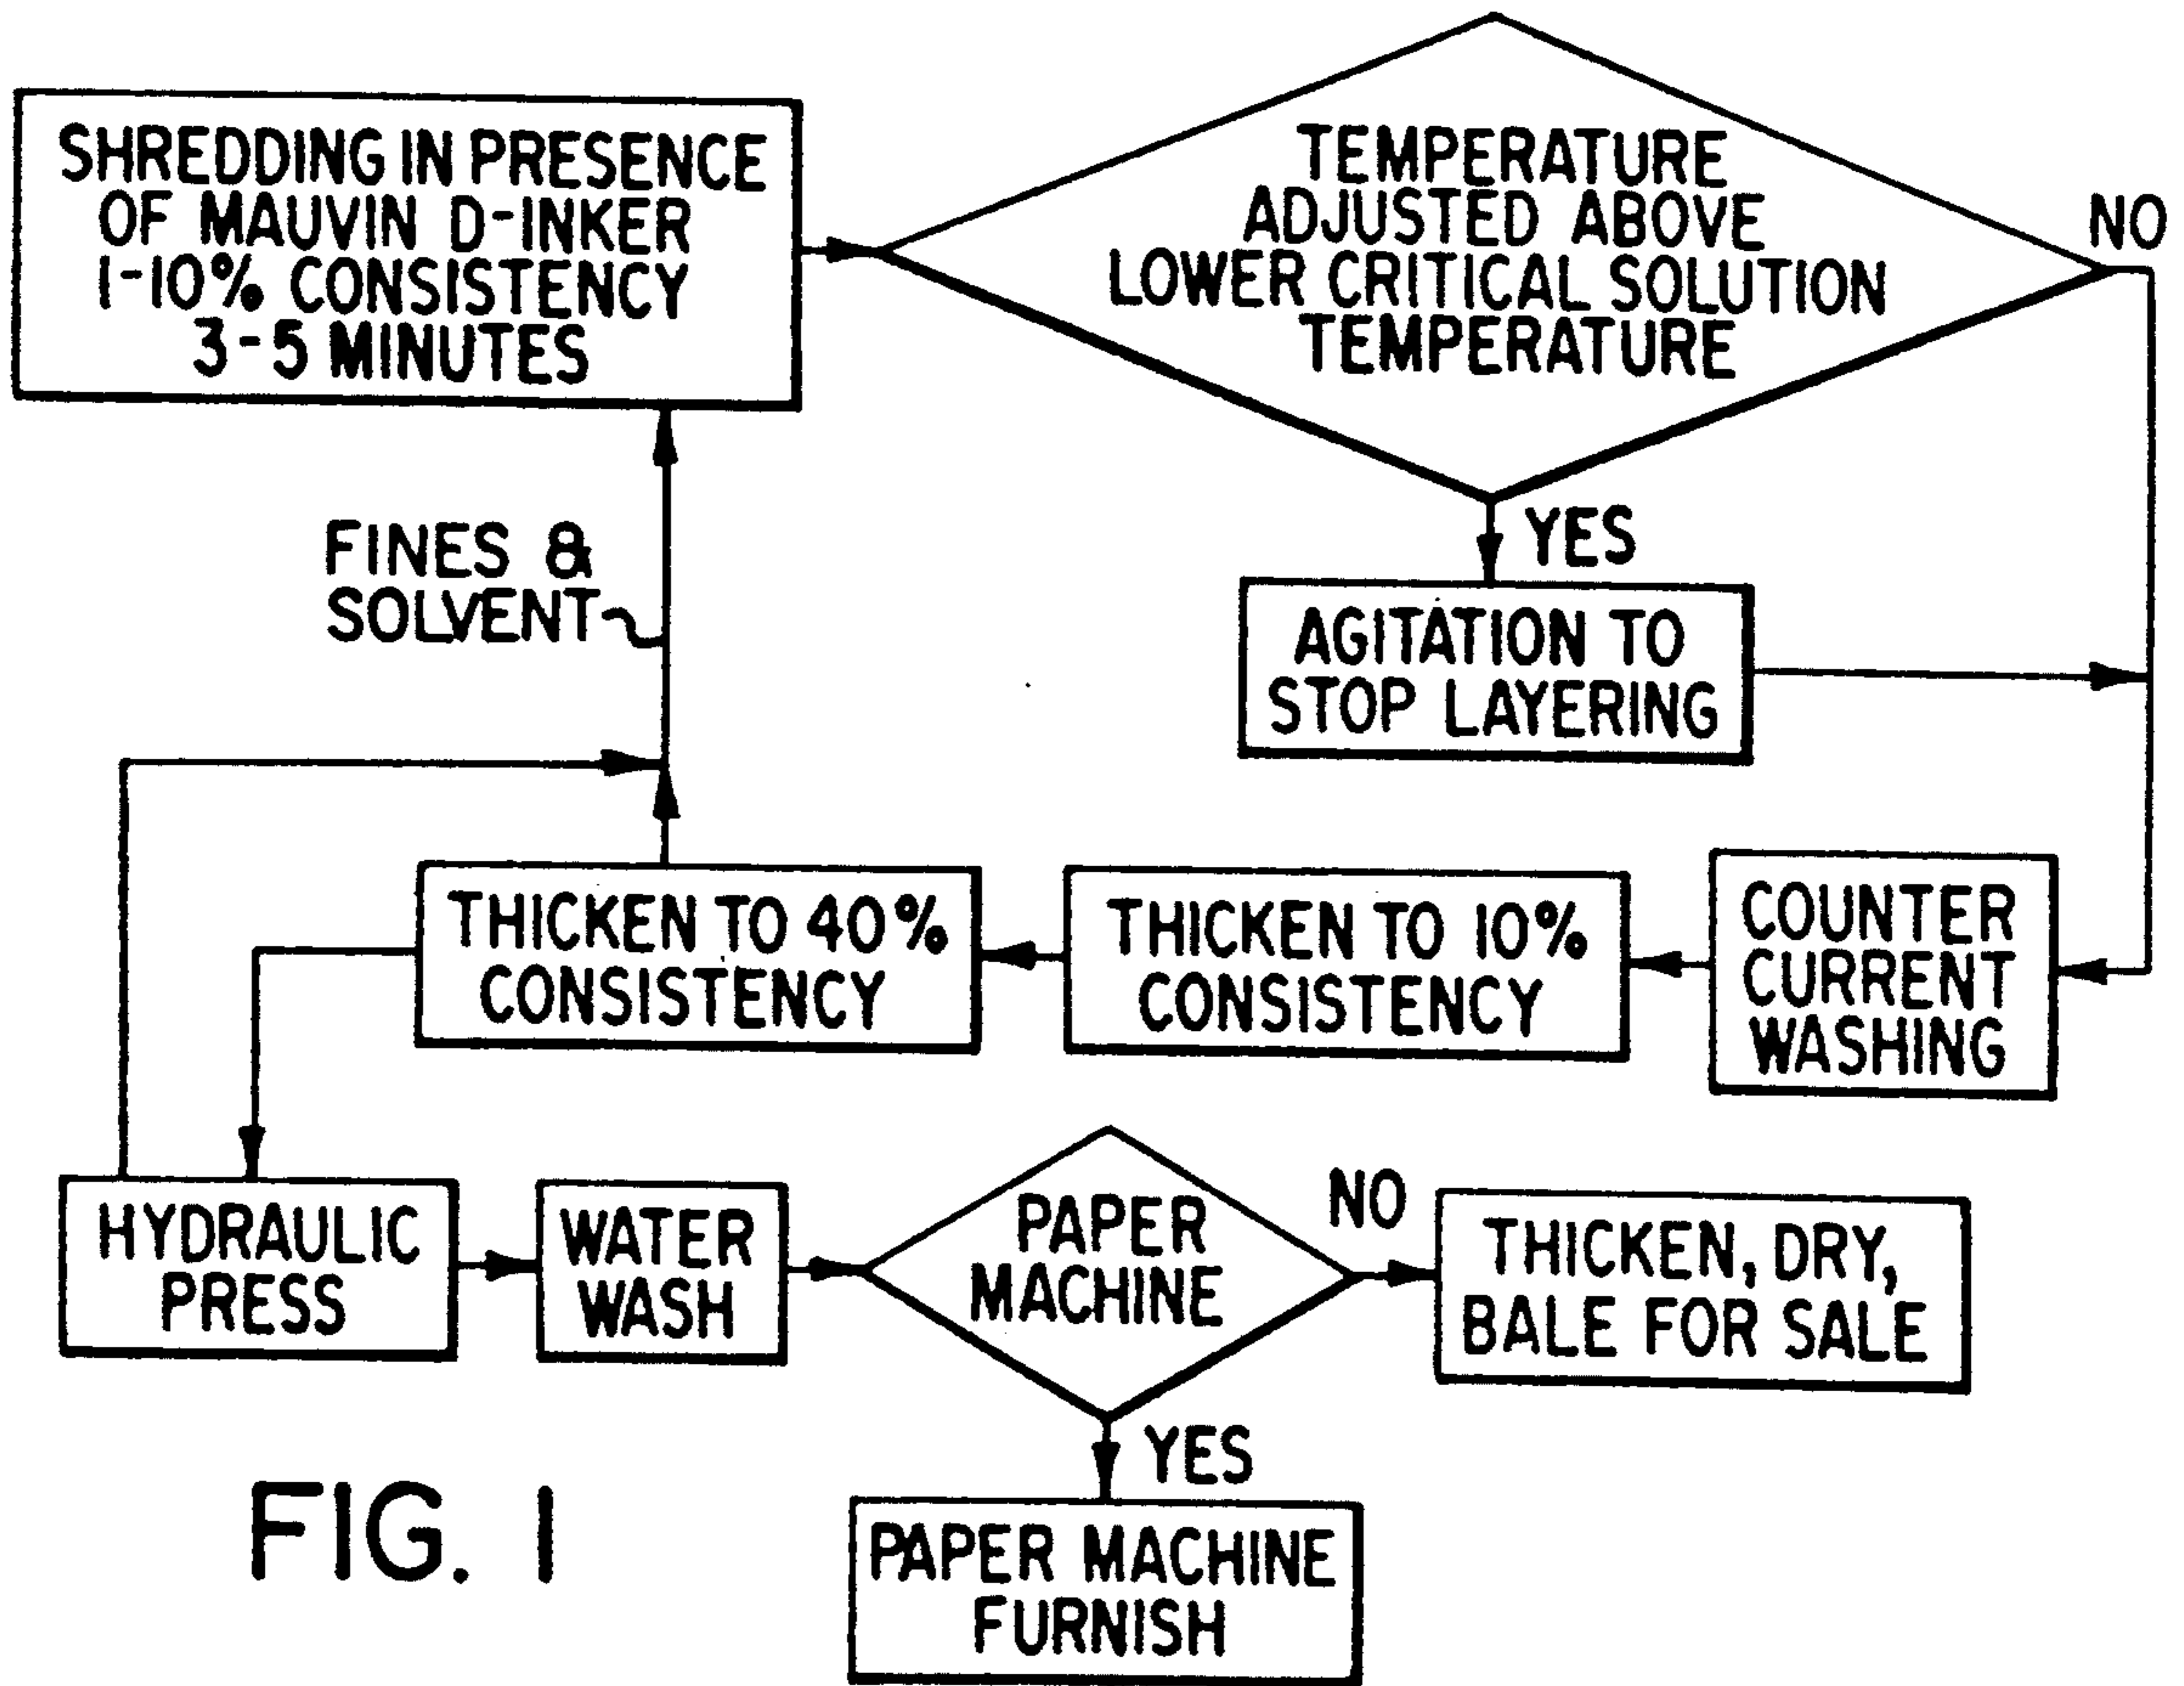 SHREDDING IN PRESENCE
OF MAUVIN D-INKER
1-10% CONSISTENCY
3-5 MINUTES
TEMPERATURE
ADJUSTED ABOVE
LOWER CRITICAL SOLUTION
TEMPERATURE
NO
YES
AGITATION TO
STOP LAYERING
FINES &
SOLVENT
COUNTER
CURRENT
WASHING
THICKEN TO 10%
CONSISTENCY
THICKEN TO 40%
CONSISTENCY
HYDRAULIC
PRESS
WATER
WASH
PAPER
MACHINE
NO
THICKEN, DRY,
BALE FOR SALE
YES
PAPER MACHINE
FURNISH
FIG. 1